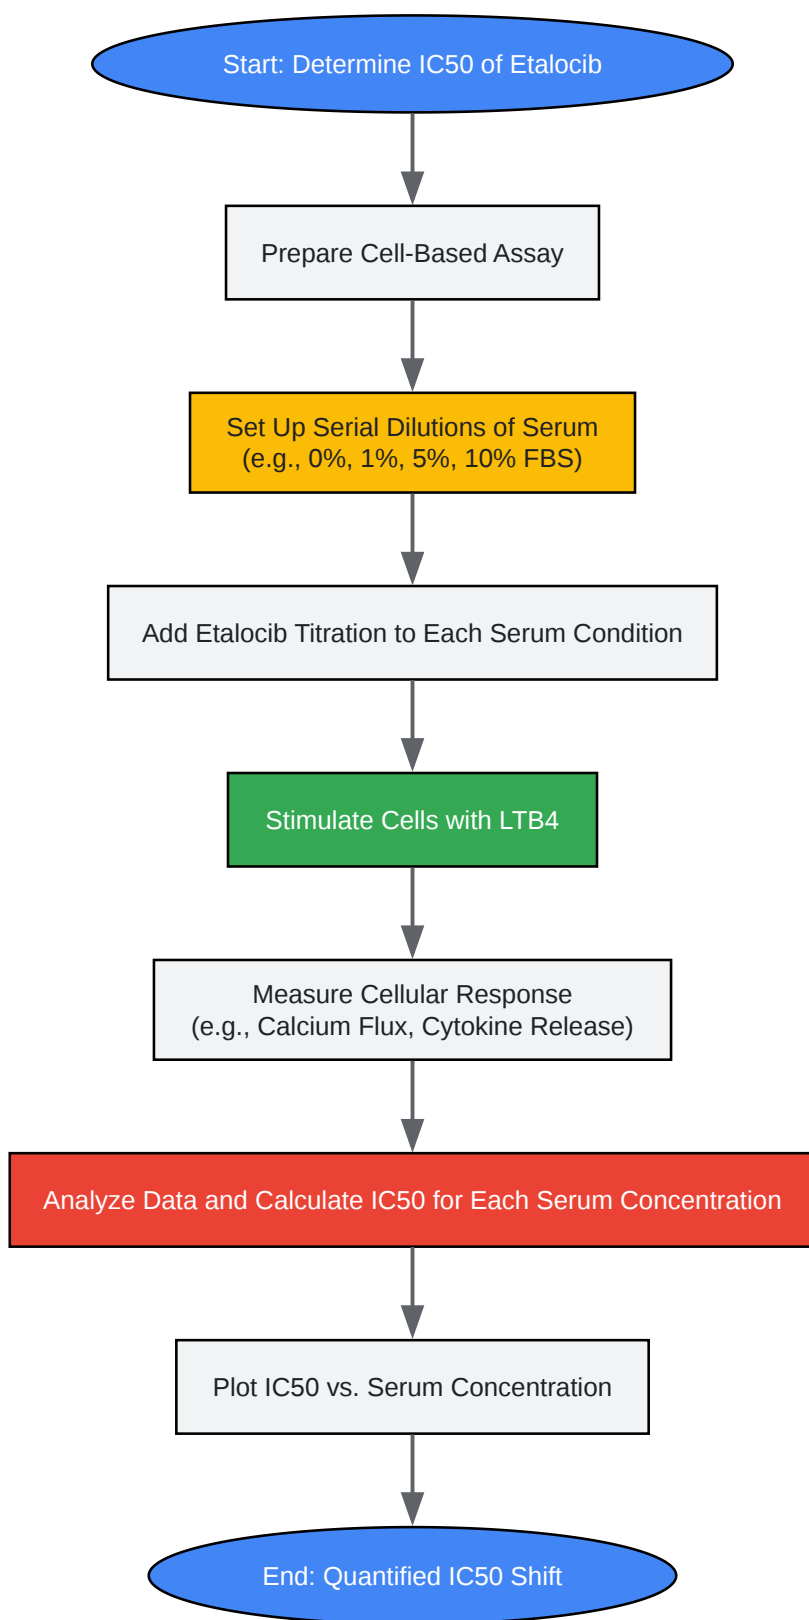 Start: Determine IC50 of Etalocib
Prepare Cell-Based Assay
Set Up Serial Dilutions of Serum
(e.g., 0%, 1%, 5%, 10% FBS)
Add Etalocib Titration to Each Serum Condition
Stimulate Cells with LTB4
Measure Cellular Response
(e.g., Calcium Flux, Cytokine Release)
Analyze Data and Calculate IC50 for Each Serum Concentration
Plot IC50 vs. Serum Concentration
End: Quantified IC50 Shift